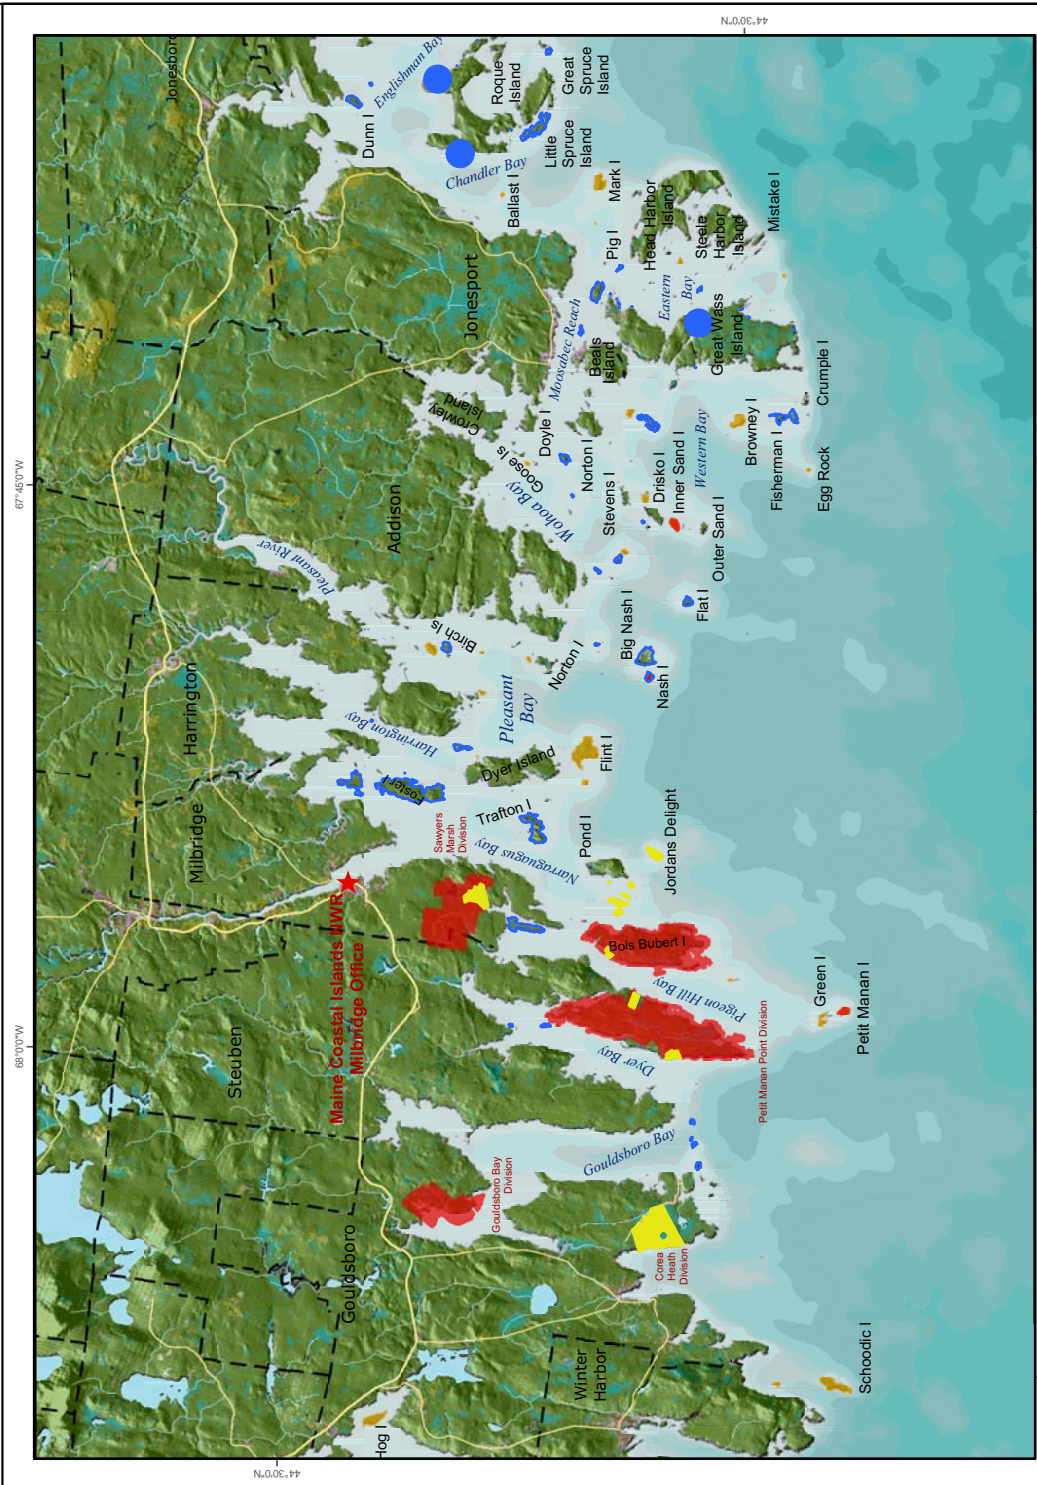 44°30'0"N
Jonesboro
Englishman Bay
Roque
Island
Great
Spruce
Island
Dunn I
Little
Spruce
Island
Chandler Bay
Ballast I
Mark I
Head Harbor
Island
Steele
Harbor
Island
Mistake I
Pig I
Eastern
Bay
Jonesport
Moosabec Reach
Beals
Island
Great Wass
Island
Crowley
Island
Doyle I
Crumple I
Browney I
Western Bay
Fisherman I
Egg Rock
Goose Is
Norton I
Drisko I
Inner Sand I
67°45'0"W
Wohoa Bay
Stevens I
Addison
Outer Sand I
Pleasant River
Flat I
Birch Is
Big Nash I
Norton I
Nash I
Harrington
Pleasant
Bay
Harrington Bay
Dyer Island
Flint I
Foster I
Milbridge
Trafton I
Sawyers
Marsh
Division
Narraguagus Bay
Pond I
Jordans Delight
Maine Coastal Islands NWR
Milbridge Office
Bois Bubert I
Pigeon Hill Bay
Green I
Petit Manan I
68°0'0"W
Steuben
Dyer Bay
Petit Manan Point Division
Gouldsboro Bay
Gouldsboro Bay
Division
Corea
Heath
Division
Gouldsboro
Winter
Harbor
Schoodic I
Hog I
44°30'0"N